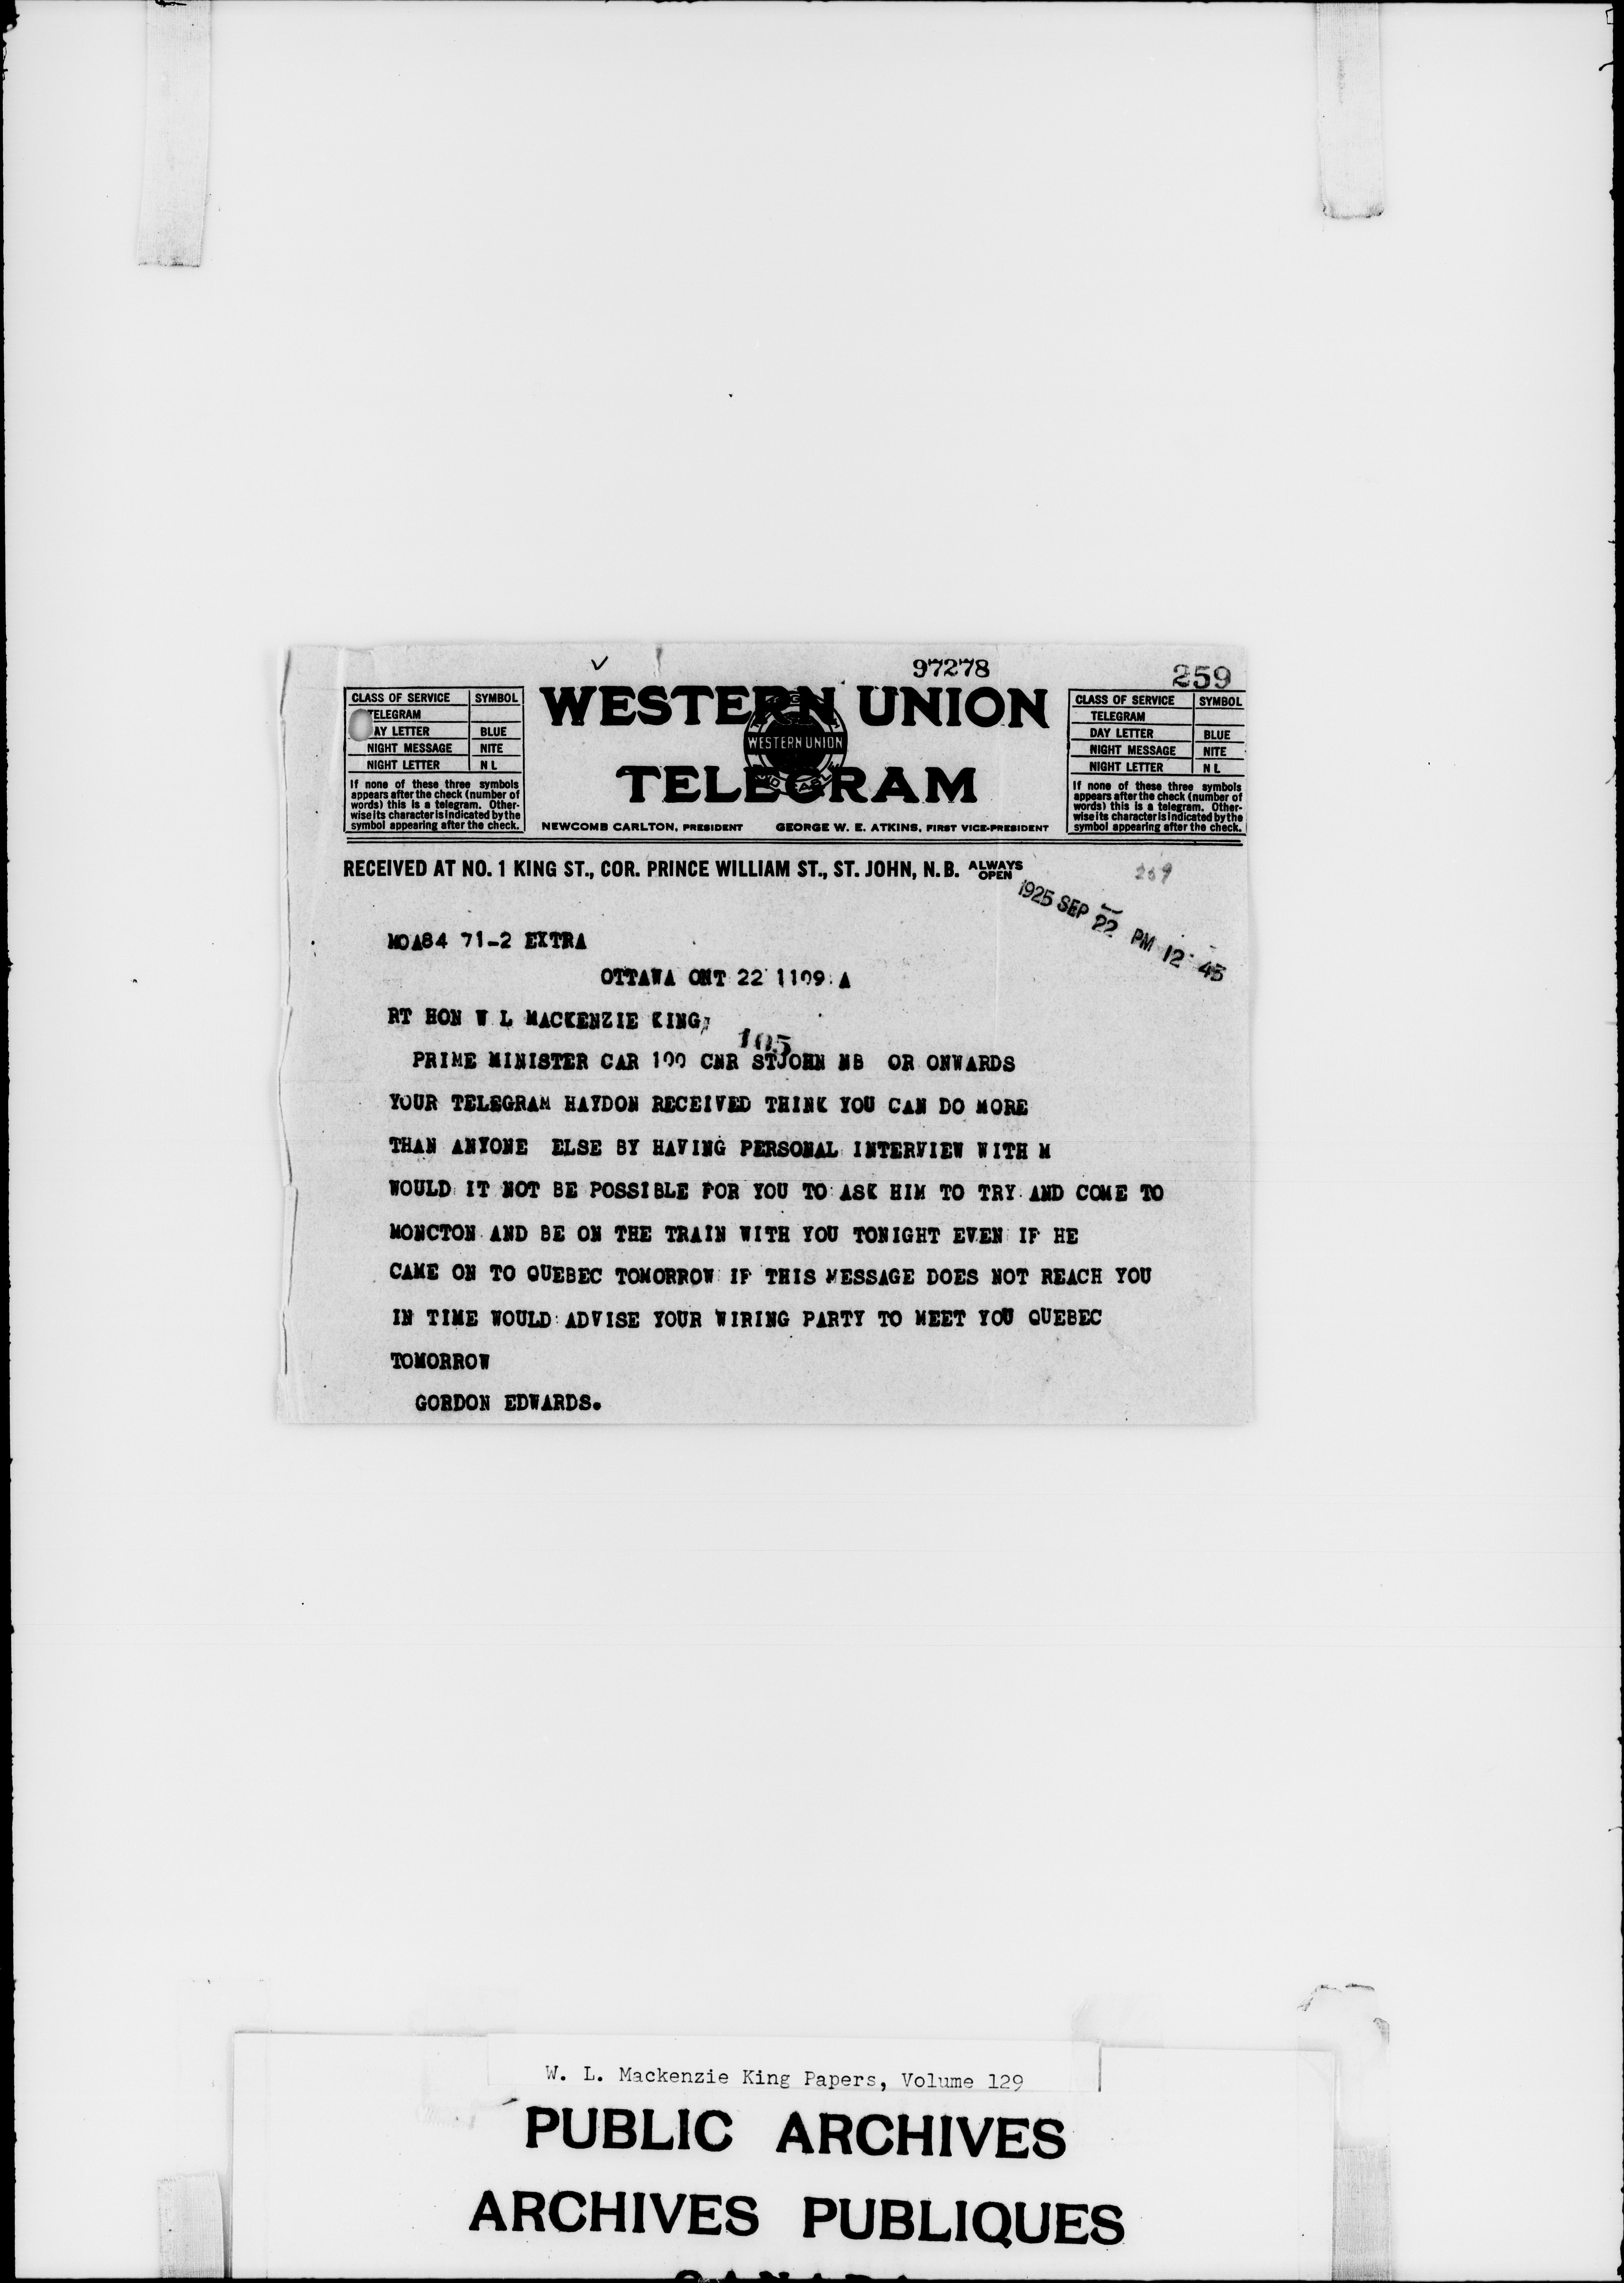 ✓ 97278 259
CLASS OF SERVICE SYMBOL
TELEGRAM
AY LETTER BLUE
NIGHT MESSAGE NITE
NIGHT LETTER N L
If none of these three symbols
appears after the check (number of
words) this is a telegram. Other-
wise its character is indicated by the
symbol appearing after the check.
WESTERN UNION
WESTERN UNION
TELEGRAM
NEWCOMB CARLTON, PRESIDENT GEORGE W. E. ATKINS, FIRST VICE-PRESIDENT
CLASS OF SERVICE SYMBOL
TELEGRAM
DAY LETTER BLUE
NIGHT MESSAGE NITE
NIGHT LETTER N L
If none of these three symbols
appears after the check (number of
words) this is a telegram. Other-
wise its character is indicated by the
symbol appearing after the check.
RECEIVED AT NO. 1 KING ST., COR. PRINCE WILLIAM ST., ST. JOHN, N.B. ALWAYS OPEN
269
1925 SEP 22 PM 12 45
MOA84 71-2 EXTRA
OTTAWA ONT 22 1109 A
RT HON W L MACKENZIE KING,
105
PRIME MINISTER CAR 100 CNR STJOHN NB OR ONWARDS
YOUR TELEGRAM HAYDON RECEIVED THINK YOU CAN DO MORE
THAN ANYONE ELSE BY HAVING PERSONAL INTERVIEW WITH M
WOULD IT NOT BE POSSIBLE FOR YOU TO ASK HIM TO TRY AND COME TO
MONCTON AND BE ON THE TRAIN WITH YOU TONIGHT EVEN IF HE
CAME ON TO QUEBEC TOMORROW IF THIS MESSAGE DOES NOT REACH YOU
IN TIME WOULD ADVISE YOUR WIRING PARTY TO MEET YOU QUEBEC
TOMORROW
GORDON EDWARDS.
W. L. Mackenzie King Papers, Volume 129
PUBLIC ARCHIVES
ARCHIVES PUBLIQUES
CANADA